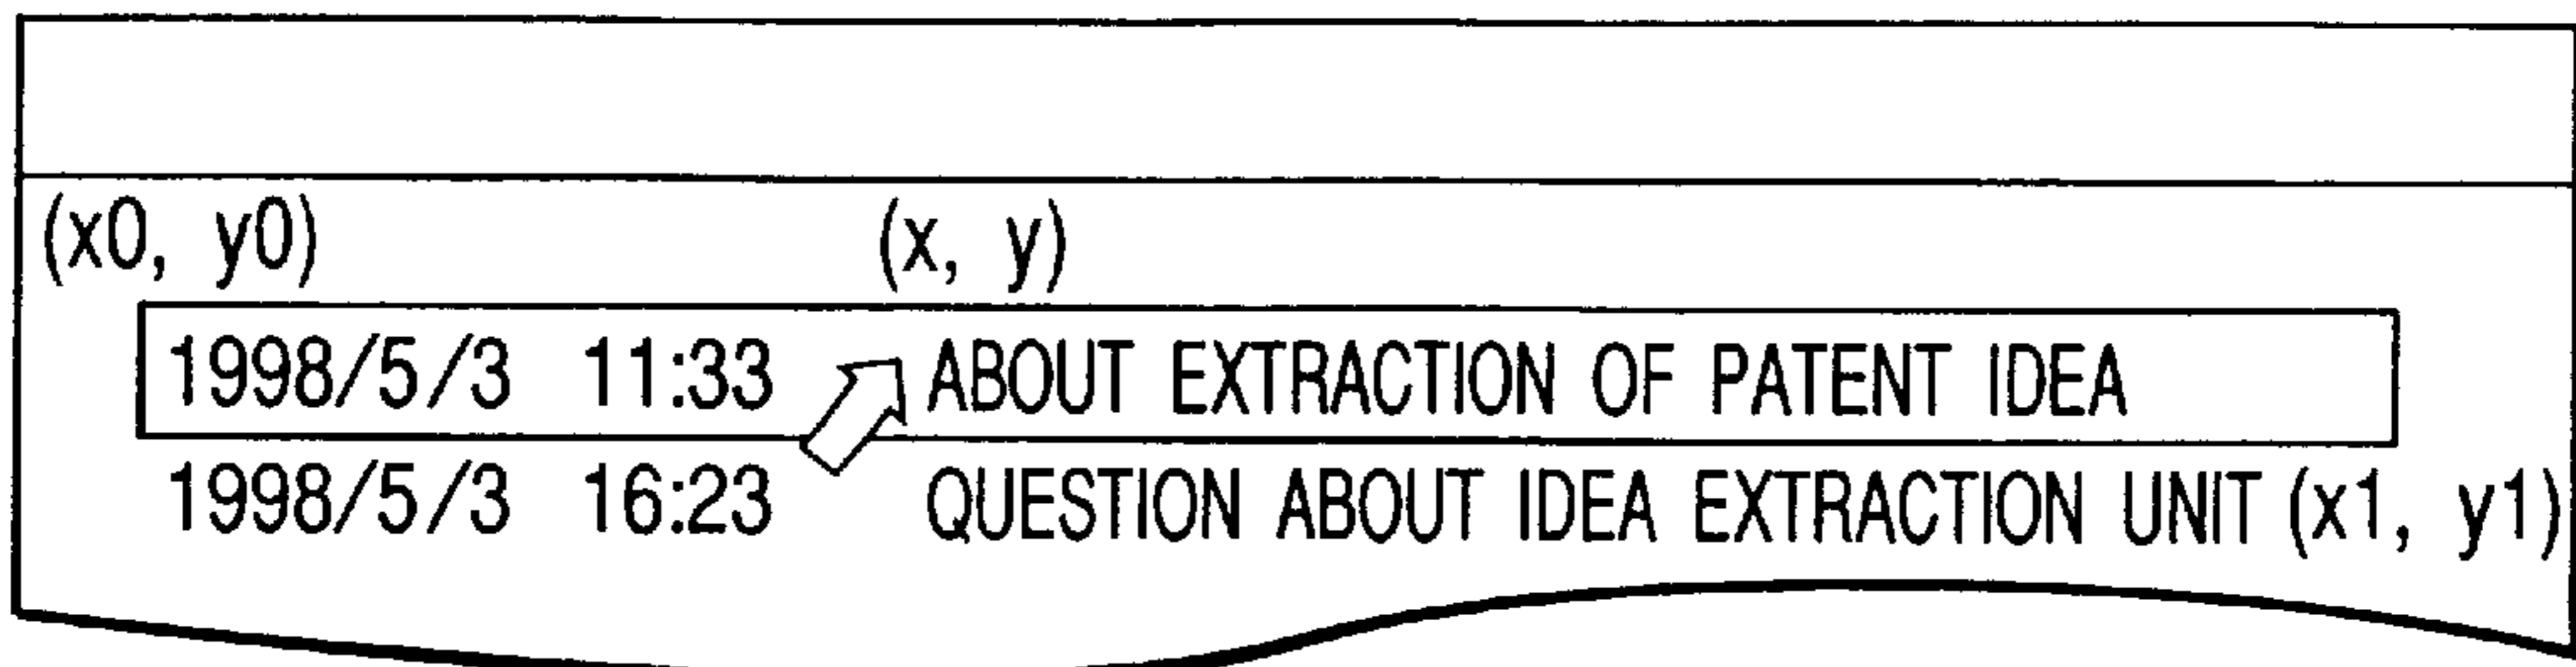 (x0, y0) (x, y)
1998/5/3 11:33 ABOUT EXTRACTION OF PATENT IDEA
1998/5/3 16:23 QUESTION ABOUT IDEA EXTRACTION UNIT (x1, y1)